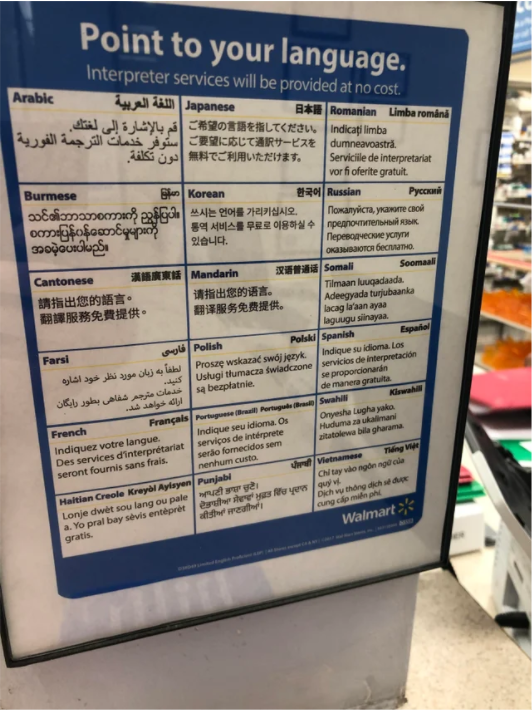 Point to your language.
Interpreter services will be provided at no cost.
Arabic اللغة العربية
قم بالإشارة إلى لغتك.
ستوفر خدمات الترجمة الفورية
دون تكلفة.
Japanese 日本語
ご希望の言語を指してください。
ご要望に応じて通訳サービスを
無料でご利用いただけます。
Romanian Limba română
Indicați limba
dumneavoastră.
Serviciile de interpretariat
vor fi oferite gratuit.
Burmese မြန်မာ
သင်၏ဘာသာစကားကို ညွှန်ပြပါ။
စကားပြန်ဝန်ဆောင်မှုများကို
အခမဲ့ပေးပါမည်။
Korean 한국어
쓰시는 언어를 가리키십시오.
통역 서비스를 무료로 이용하실 수
있습니다.
Russian Русский
Пожалуйста, укажите свой
предпочтительный язык.
Переводческие услуги
оказываются бесплатно.
Cantonese 漢語廣東話
請指出您的語言。
翻譯服務免費提供。
Mandarin 汉语普通话
请指出您的语言。
翻译服务免费提供。
Somali Soomaali
Tilmaan luuqadaada.
Adeegyada turjubaanka
lacag la'aan ayaa
laguugu siinayaa.
Farsi فارسی
لطفاً به زبان مورد نظر خود اشاره
کنید.
خدمات مترجم شفاهی بطور رایگان
ارائه خواهد شد.
Polish Polski
Proszę wskazać swój język.
Usługi tłumacza świadczone
są bezpłatnie.
Spanish Español
Indique su idioma. Los
servicios de interpretación
se proporcionarán
de manera gratuita.
French Français
Indiquez votre langue.
Des services d'interprétariat
seront fournis sans frais.
Portuguese (Brazil) Português (Brasil)
Indique seu idioma. Os
serviços de intérprete
serão fornecidos sem
nenhum custo.
Swahili Kiswahili
Onyesha Lugha yako.
Huduma za ukalimani
zitatolewa bila gharama.
Haitian Creole Kreyòl Ayisyen
Lonje dwèt sou lang ou pale
a. Yo pral bay sèvis entèprèt
gratis.
Punjabi ਪੰਜਾਬੀ
ਆਪਣੀ ਭਾਸ਼ਾ ਚੁਣੋ।
ਦੋਭਾਸ਼ੀਆ ਸੇਵਾਵਾਂ ਮੁਫ਼ਤ ਵਿੱਚ ਪ੍ਰਦਾਨ
ਕੀਤੀਆਂ ਜਾਣਗੀਆਂ।
Vietnamese Tiếng Việt
Chỉ tay vào ngôn ngữ của
quý vị.
Dịch vụ thông dịch sẽ được
cung cấp miễn phí.
Walmart